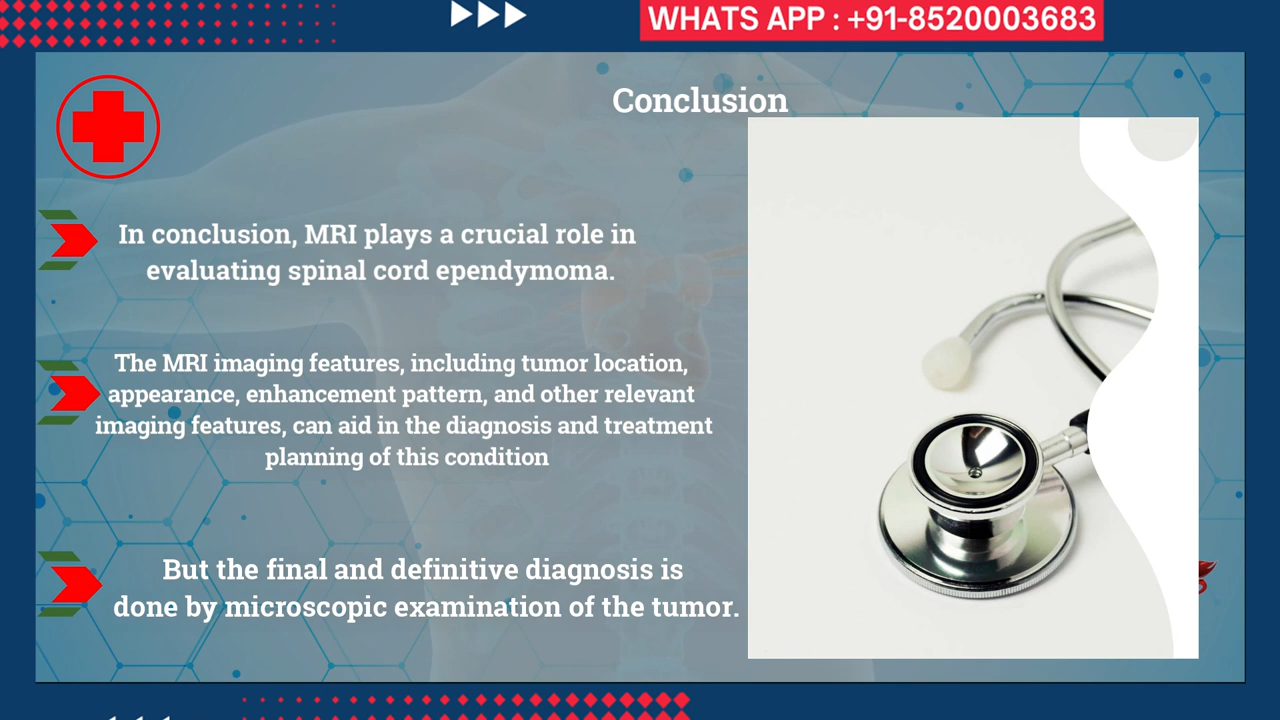 WHATS APP : +91-8520003683
Conclusion
In conclusion, MRI plays a crucial role in
evaluating spinal cord ependymoma.
The MRI imaging features, including tumor location,
appearance, enhancement pattern, and other relevant
imaging features, can aid in the diagnosis and treatment
planning of this condition
But the final and definitive diagnosis is
done by microscopic examination of the tumor.